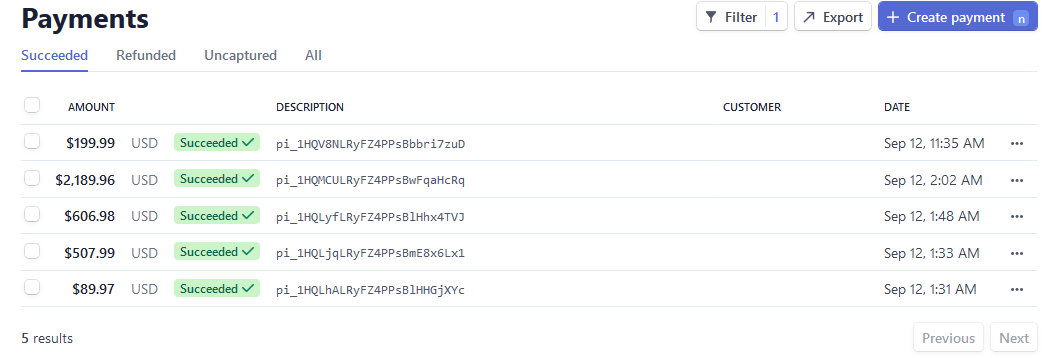 Payments
Filter 1 Export + Create payment n
Succeeded Refunded Uncaptured All
AMOUNT DESCRIPTION CUSTOMER DATE
$199.99 USD Succeeded ✓ pi_1HQV8NLRyFZ4PPsBbbri7zuD Sep 12, 11:35 AM ...
$2,189.96 USD Succeeded ✓ pi_1HQMCULRyFZ4PPsBwFqaHcRq Sep 12, 2:02 AM ...
$606.98 USD Succeeded ✓ pi_1HQLyfLRyFZ4PPsBlHhx4TVJ Sep 12, 1:48 AM ...
$507.99 USD Succeeded ✓ pi_1HQLjqLRyFZ4PPsBmE8x6Lx1 Sep 12, 1:33 AM ...
$89.97 USD Succeeded ✓ pi_1HQLhALRyFZ4PPsBlHHGjXYc Sep 12, 1:31 AM ...
5 results Previous Next